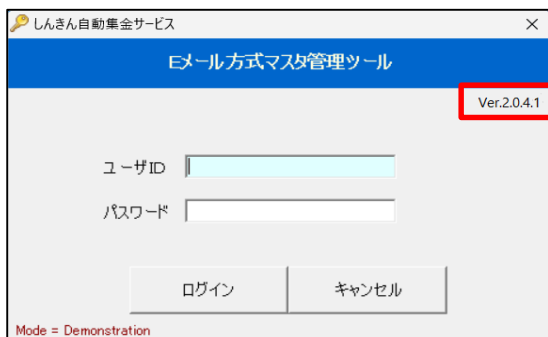 しんきん自動集金サービス
Eメール方式マスタ管理ツール
Ver.2.0.4.1
ユーザID
パスワード
ログイン キャンセル
Mode = Demonstration